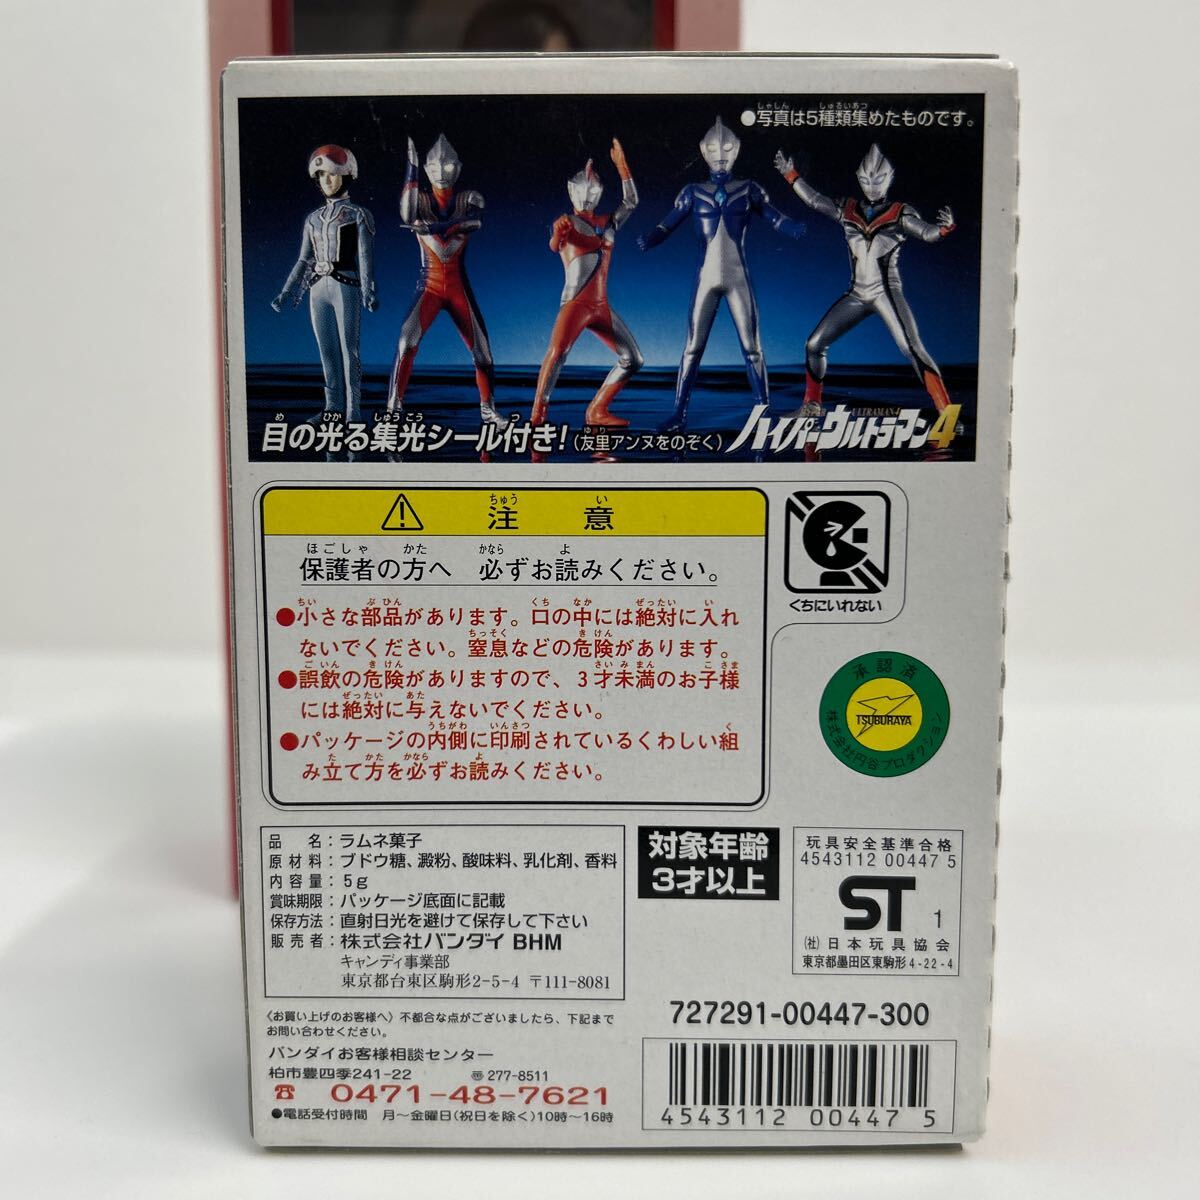 ●写真は5種類集めたものです。
目の光る集光シール付き!(友里アンヌをのぞく)
ULTRAMAN 4
ハイパーウルトラマン4
⚠ 注意
保護者の方へ 必ずお読みください。
●小さな部品があります。口の中には絶対に入れ
ないでください。窒息などの危険があります。
●誤飲の危険がありますので、3才未満のお子様
には絶対に与えないでください。
●パッケージの内側に印刷されているくわしい組
み立て方を必ずお読みください。
くちにいれない
承認済
TSUBURAYA
株式会社円谷プロダクション
品名:ラムネ菓子
原材料:ブドウ糖、澱粉、酸味料、乳化剤、香料
内容量:5g
賞味期限:パッケージ底面に記載
保存方法:直射日光を避けて保存して下さい
販売者:株式会社バンダイ BHM
キャンディ事業部
東京都台東区駒形2-5-4 〒111-8081
対象年齢
3才以上
玩具安全基準合格
4543112 00447 5
ST 1
(社)日本玩具協会
東京都墨田区東駒形4-22-4
〈お買い上げのお客様へ〉不都合な点がございましたら、下記まで
お問い合わせください。
バンダイお客様相談センター
柏市豊四季241-22 〠277-8511
☎ 0471-48-7621
●電話受付時間 月〜金曜日(祝日を除く)10時〜16時
727291-00447-300
4543112 00447 5